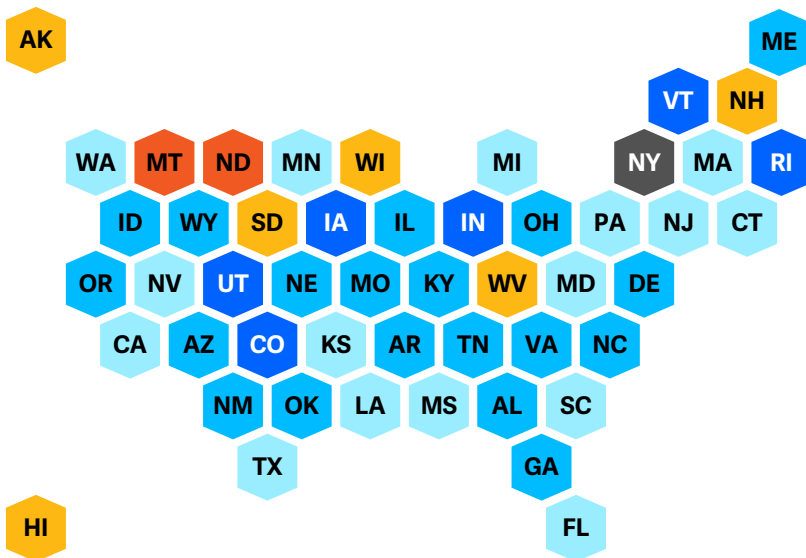 AK
ME
VT NH
WA MT ND MN WI MI NY MA RI
ID WY SD IA IL IN OH PA NJ CT
OR NV UT NE MO KY WV MD DE
CA AZ CO KS AR TN VA NC
NM OK LA MS AL SC
TX GA
HI FL